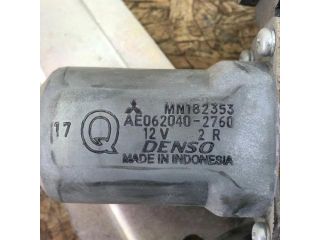 MN182353
AE062040-2760
17 Q 12V 2R
DENSO
MADE IN INDONESIA